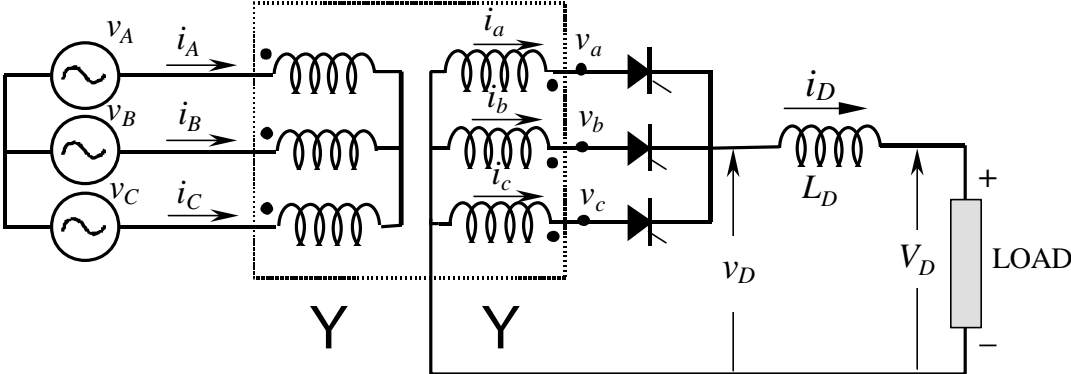 v_A
i_A
i_a
v_a
v_B
i_B
i_b
v_b
i_D
v_C
i_C
i_c
v_c
L_D
+
v_D
V_D
LOAD
Y
Y
−